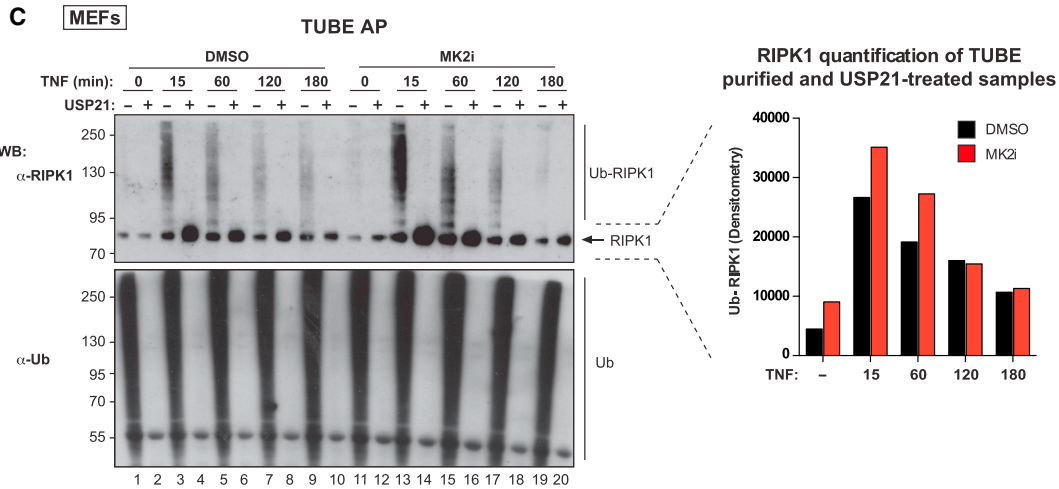 C
MEFs
TUBE AP
DMSO MK2i
TNF (min): 0 15 60 120 180 0 15 60 120 180
USP21: – + – + – + – + – + – + – + – + – + – +
WB:
α-RIPK1
250
130
95
70
Ub-RIPK1
RIPK1
α-Ub
250
130
95
70
55
Ub
1 2 3 4 5 6 7 8 9 10 11 12 13 14 15 16 17 18 19 20
RIPK1 quantification of TUBE
purified and USP21-treated samples
Ub- RIPK1 (Densitometry)
40000
30000
20000
10000
0
DMSO
MK2i
TNF: – 15 60 120 180